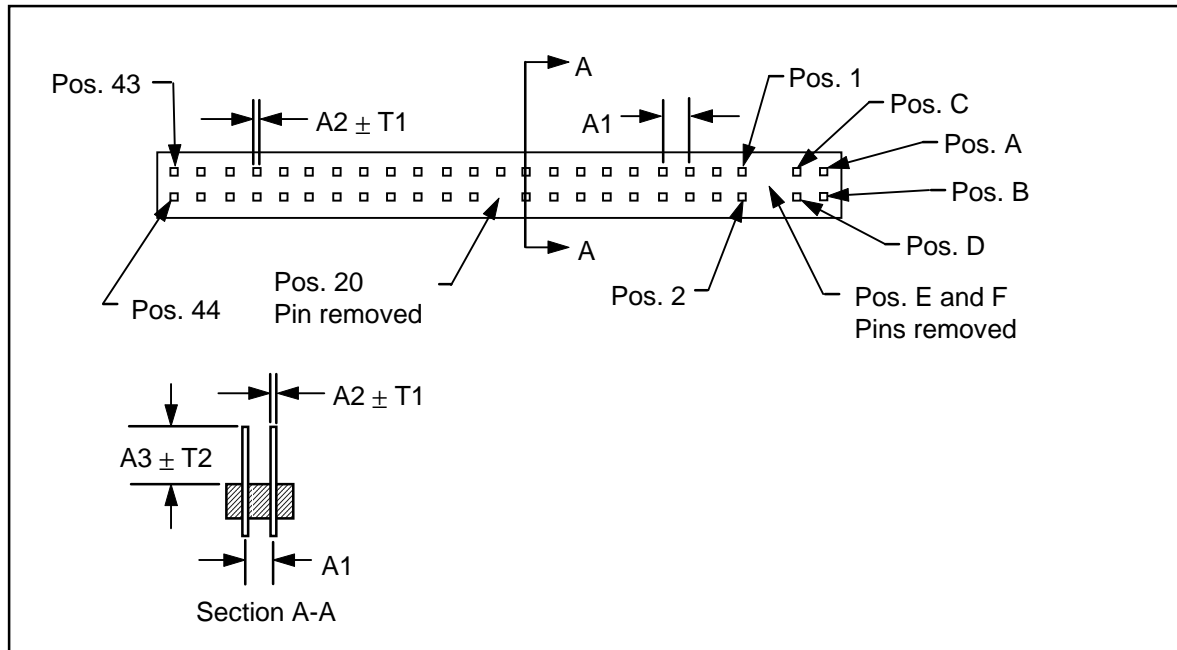 A
Pos. 1
Pos. 43
Pos. C
A2 ± T1
A1
Pos. A
Pos. B
Pos. D
A
Pos. 20
Pin removed
Pos. 2
Pos. E and F
Pins removed
Pos. 44
A2 ± T1
A3 ± T2
A1
Section A-A